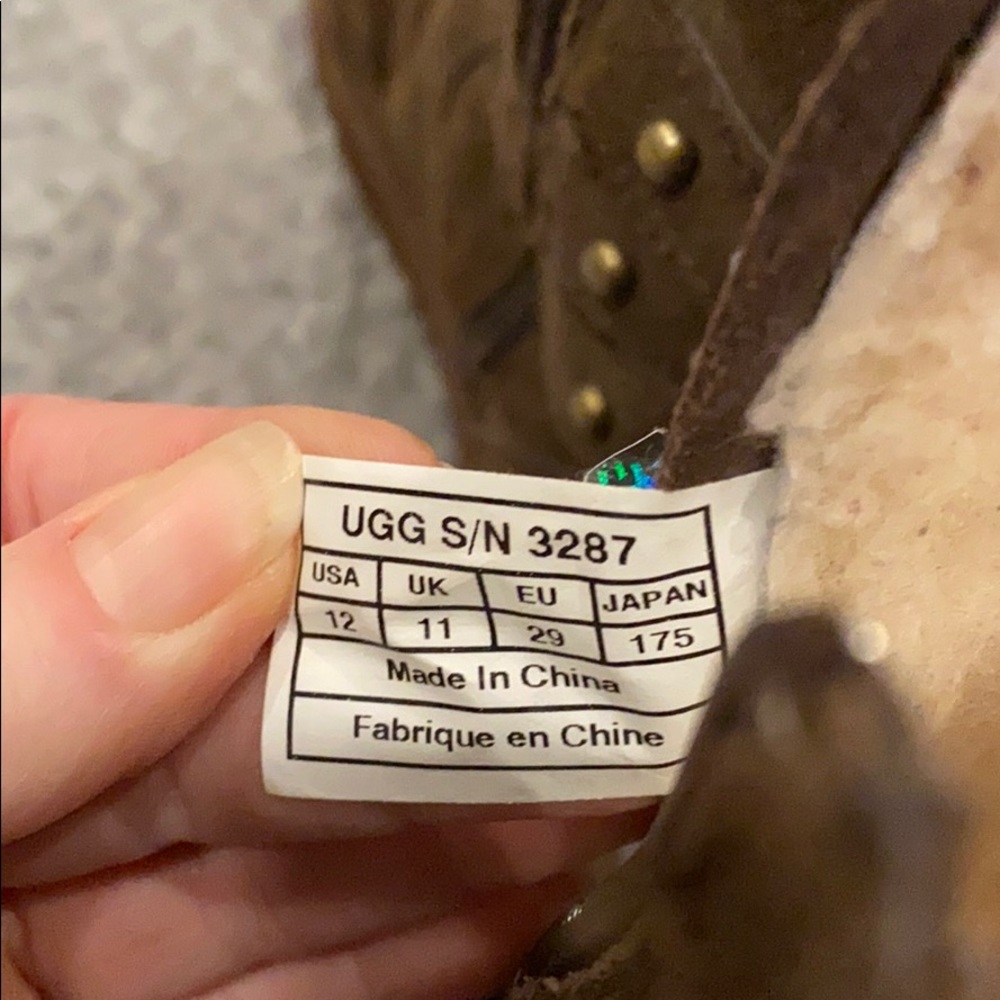 UGG S/N 3287
USA UK EU JAPAN
12 11 29 175
Made In China
Fabrique en Chine